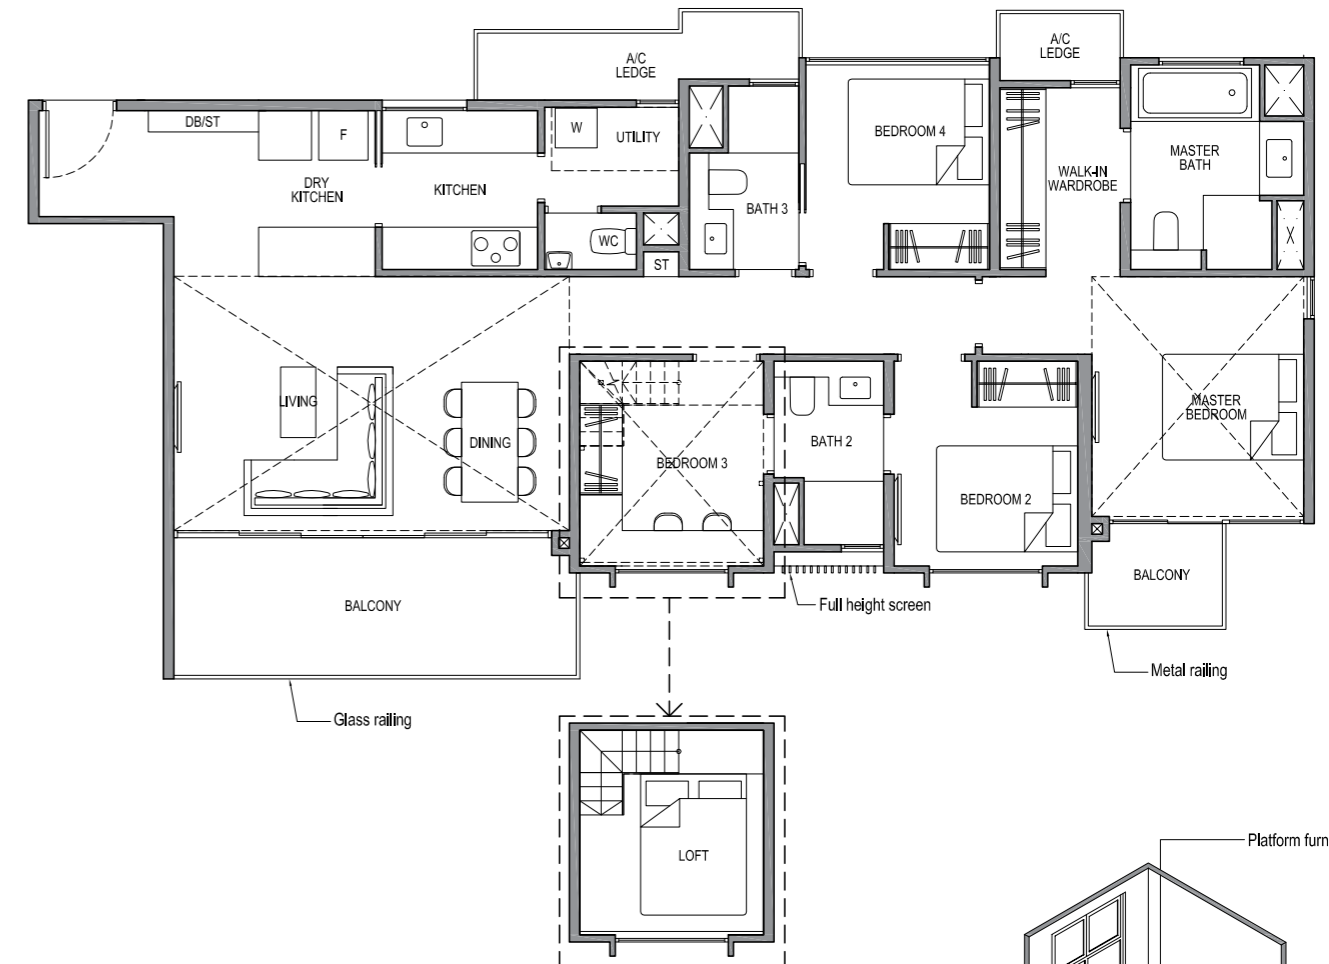 A/C
LEDGE
A/C
LEDGE
DB/ST
F
W
UTILITY
BEDROOM 4
MASTER
BATH
DRY
KITCHEN
KITCHEN
WALK-IN
WARDROBE
BATH 3
WC
ST
LIVING
DINING
BEDROOM 3
BATH 2
BEDROOM 2
MASTER
BEDROOM
BALCONY
BALCONY
Full height screen
Metal railing
Glass railing
LOFT
Platform furn